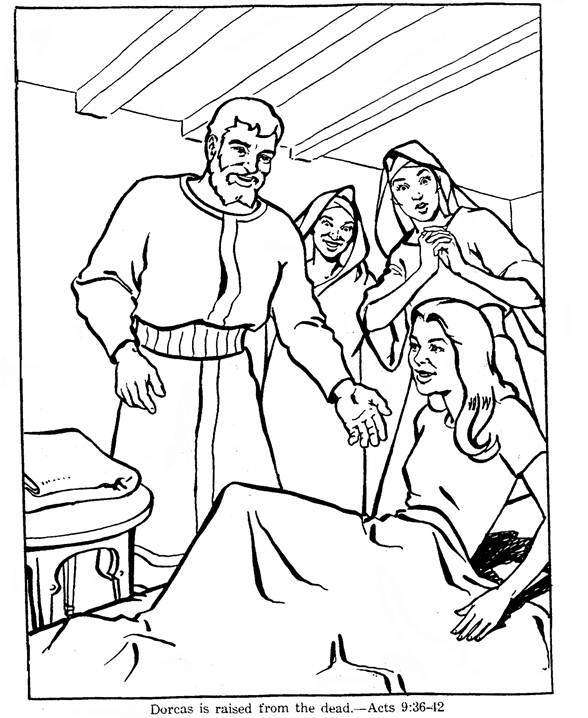 Dorcas is raised from the dead.—Acts 9:36-42